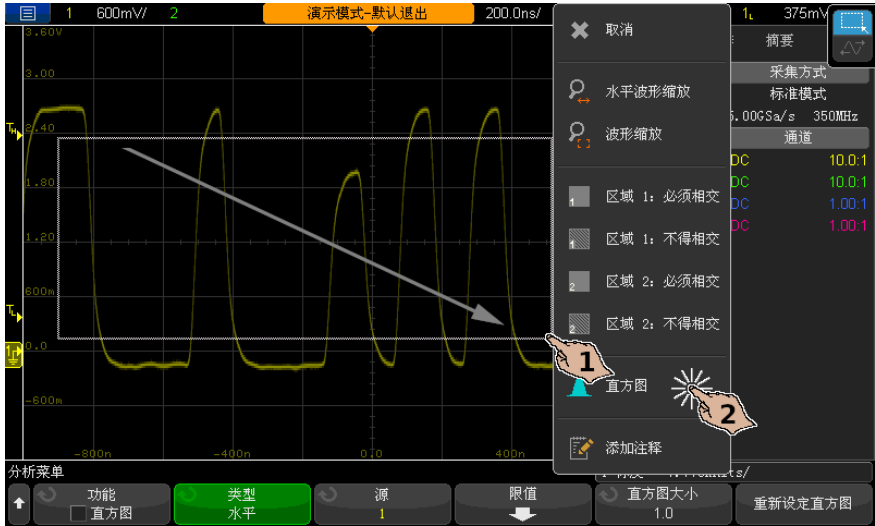 1 600mV/ 2 演示模式-默认退出 200.0ns/ 1L 375mV
3.60V
3.00
TH 2.40
1.80
1.20
600m
TL
0.0
-600m
-800n -400n 0.0 400n
取消
水平波形缩放
波形缩放
1 区域 1: 必须相交
1 区域 1: 不得相交
2 区域 2: 必须相交
2 区域 2: 不得相交
直方图
添加注释
1
2
摘要
采集方式
标准模式
5.00GSa/s 350MHz
通道
DC 10.0:1
DC 10.0:1
DC 1.00:1
DC 1.00:1
分析菜单
功能
直方图
类型
水平
源
1
限值
直方图大小
1.0
重新设定直方图